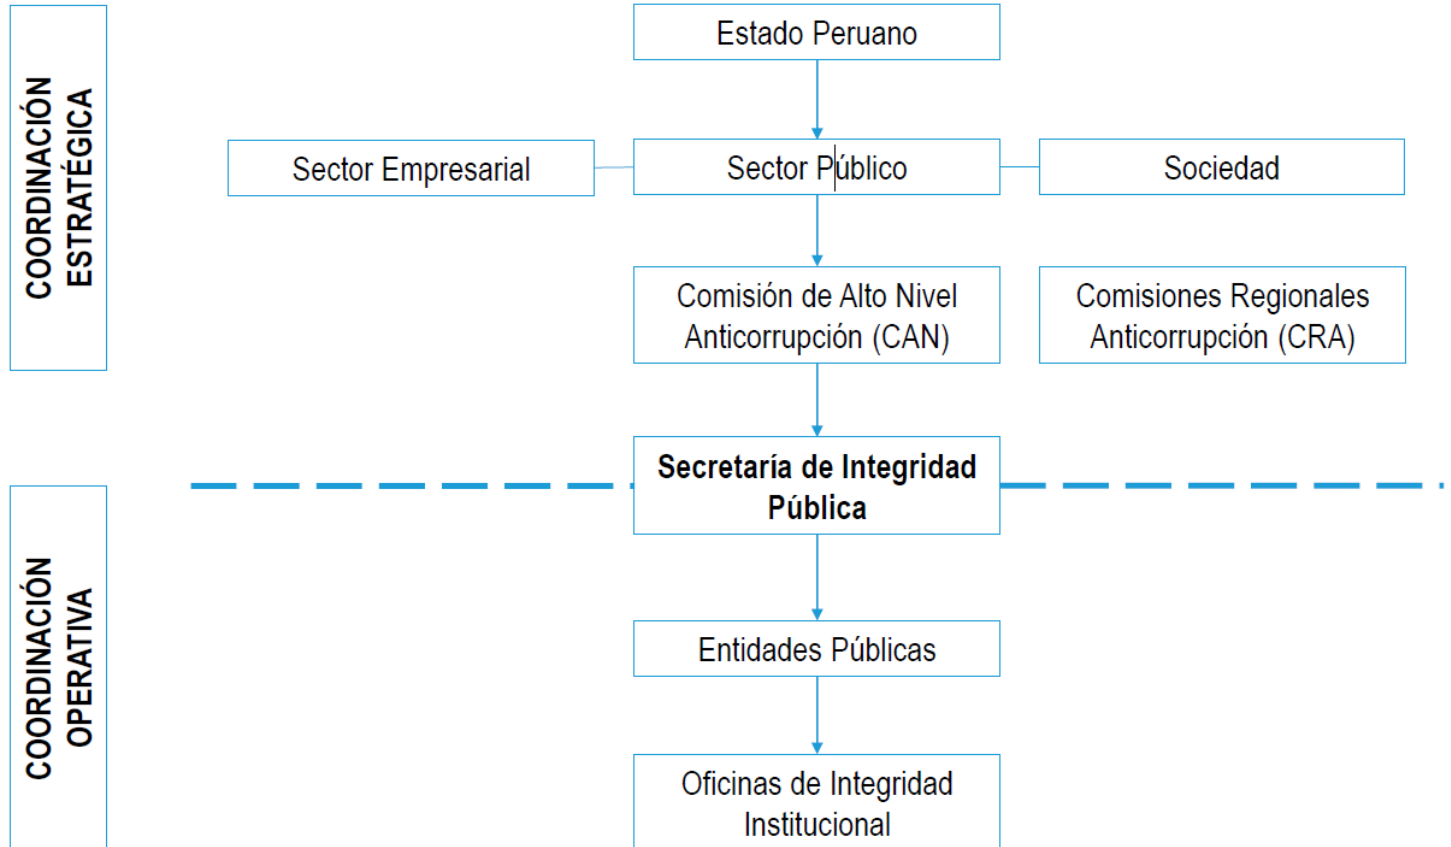 COORDINACIÓN
ESTRATÉGICA
Estado Peruano
Sector Empresarial
Sector Público
Sociedad
Comisión de Alto Nivel
Anticorrupción (CAN)
Comisiones Regionales
Anticorrupción (CRA)
Secretaría de Integridad
Pública
COORDINACIÓN
OPERATIVA
Entidades Públicas
Oficinas de Integridad
Institucional